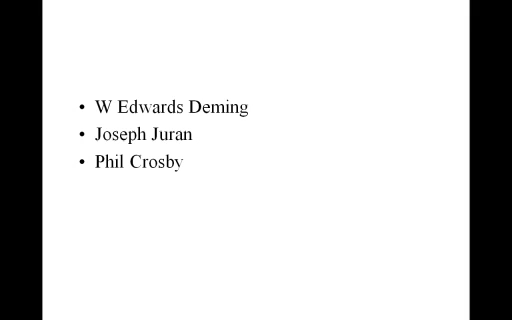 • W Edwards Deming
• Joseph Juran
• Phil Crosby